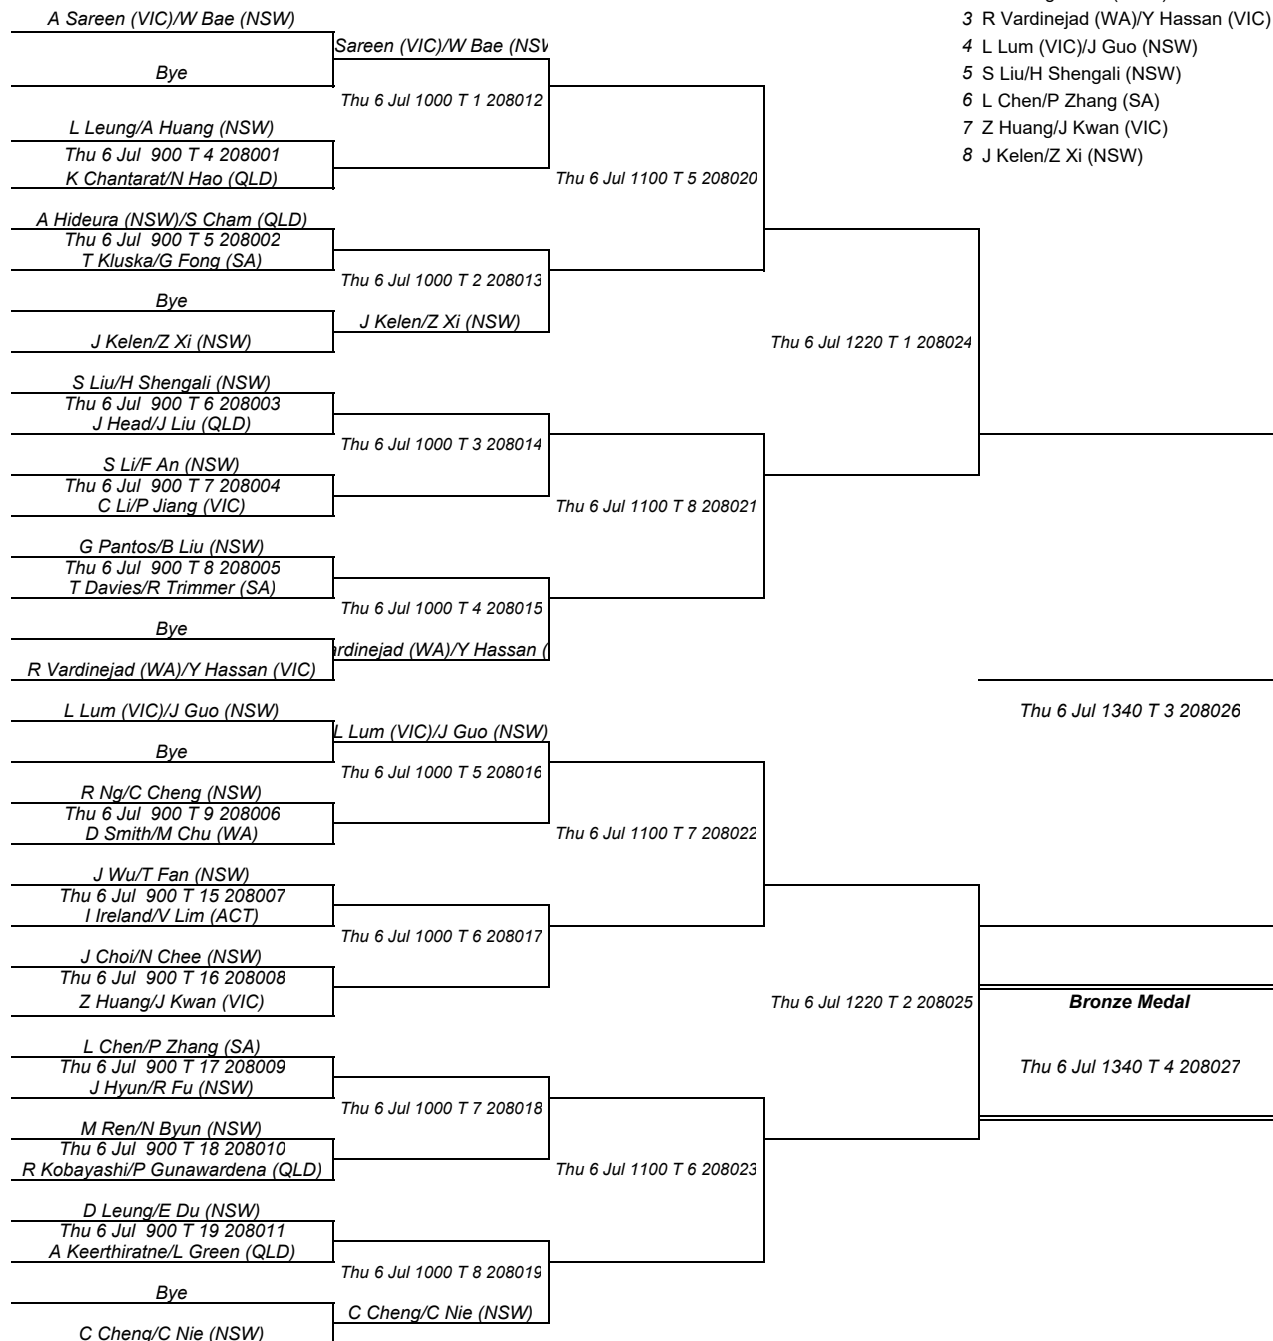 A Sareen (VIC)/W Bae (NSW)
Bye
L Leung/A Huang (NSW)
Thu 6 Jul 900 T 4 208001
K Chantarat/N Hao (QLD)
A Hideura (NSW)/S Cham (QLD)
Thu 6 Jul 900 T 5 208002
T Kluska/G Fong (SA)
Bye
J Kelen/Z Xi (NSW)
S Liu/H Shengali (NSW)
Thu 6 Jul 900 T 6 208003
J Head/J Liu (QLD)
S Li/F An (NSW)
Thu 6 Jul 900 T 7 208004
C Li/P Jiang (VIC)
G Pantos/B Liu (NSW)
Thu 6 Jul 900 T 8 208005
T Davies/R Trimmer (SA)
Bye
R Vardinejad (WA)/Y Hassan (VIC)
L Lum (VIC)/J Guo (NSW)
Bye
R Ng/C Cheng (NSW)
Thu 6 Jul 900 T 9 208006
D Smith/M Chu (WA)
J Wu/T Fan (NSW)
Thu 6 Jul 900 T 15 208007
I Ireland/V Lim (ACT)
J Choi/N Chee (NSW)
Thu 6 Jul 900 T 16 208008
Z Huang/J Kwan (VIC)
L Chen/P Zhang (SA)
Thu 6 Jul 900 T 17 208009
J Hyun/R Fu (NSW)
M Ren/N Byun (NSW)
Thu 6 Jul 900 T 18 208010
R Kobayashi/P Gunawardena (QLD)
D Leung/E Du (NSW)
Thu 6 Jul 900 T 19 208011
A Keerthiratne/L Green (QLD)
Bye
C Cheng/C Nie (NSW)
Sareen (VIC)/W Bae (NSW
Thu 6 Jul 1000 T 1 208012
Thu 6 Jul 1000 T 2 208013
J Kelen/Z Xi (NSW)
Thu 6 Jul 1000 T 3 208014
Thu 6 Jul 1000 T 4 208015
ardinejad (WA)/Y Hassan (
L Lum (VIC)/J Guo (NSW)
Thu 6 Jul 1000 T 5 208016
Thu 6 Jul 1000 T 6 208017
Thu 6 Jul 1000 T 7 208018
Thu 6 Jul 1000 T 8 208019
C Cheng/C Nie (NSW)
Thu 6 Jul 1100 T 5 208020
Thu 6 Jul 1100 T 8 208021
Thu 6 Jul 1100 T 7 208022
Thu 6 Jul 1100 T 6 208023
Thu 6 Jul 1220 T 1 208024
Thu 6 Jul 1220 T 2 208025
3 R Vardinejad (WA)/Y Hassan (VIC)
4 L Lum (VIC)/J Guo (NSW)
5 S Liu/H Shengali (NSW)
6 L Chen/P Zhang (SA)
7 Z Huang/J Kwan (VIC)
8 J Kelen/Z Xi (NSW)
Thu 6 Jul 1340 T 3 208026
Bronze Medal
Thu 6 Jul 1340 T 4 208027